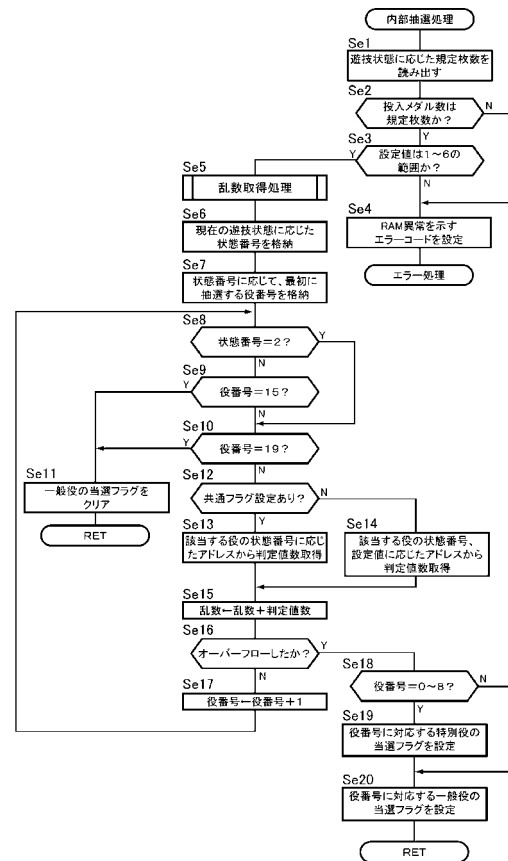 内部抽選処理
Se1
遊技状態に応じた規定枚数を
読み出す
Se2
投入メダル数は
規定枚数か?
N
Y
Se3
設定値は1〜6の
範囲か?
Y
N
Se4
RAM異常を示す
エラーコードを設定
エラー処理
Se5
乱数取得処理
Se6
現在の遊技状態に応じた
状態番号を格納
Se7
状態番号に応じて、最初に
抽選する役番号を格納
Se8
状態番号=2?
Y
N
Se9
役番号=15?
Y
N
Se10
役番号=19?
Y
N
Se11
一般役の当選フラグを
クリア
RET
Se12
共通フラグ設定あり?
N
Y
Se13
該当する役の状態番号に応じ
たアドレスから判定値数取得
Se14
該当する役の状態番号、
設定値に応じたアドレスから
判定値数取得
Se15
乱数←乱数+判定値数
Se16
オーバーフローしたか?
Y
N
Se17
役番号←役番号+1
Se18
役番号=0〜8?
N
Y
Se19
役番号に対応する特別役の
当選フラグを設定
Se20
役番号に対応する一般役の
当選フラグを設定
RET